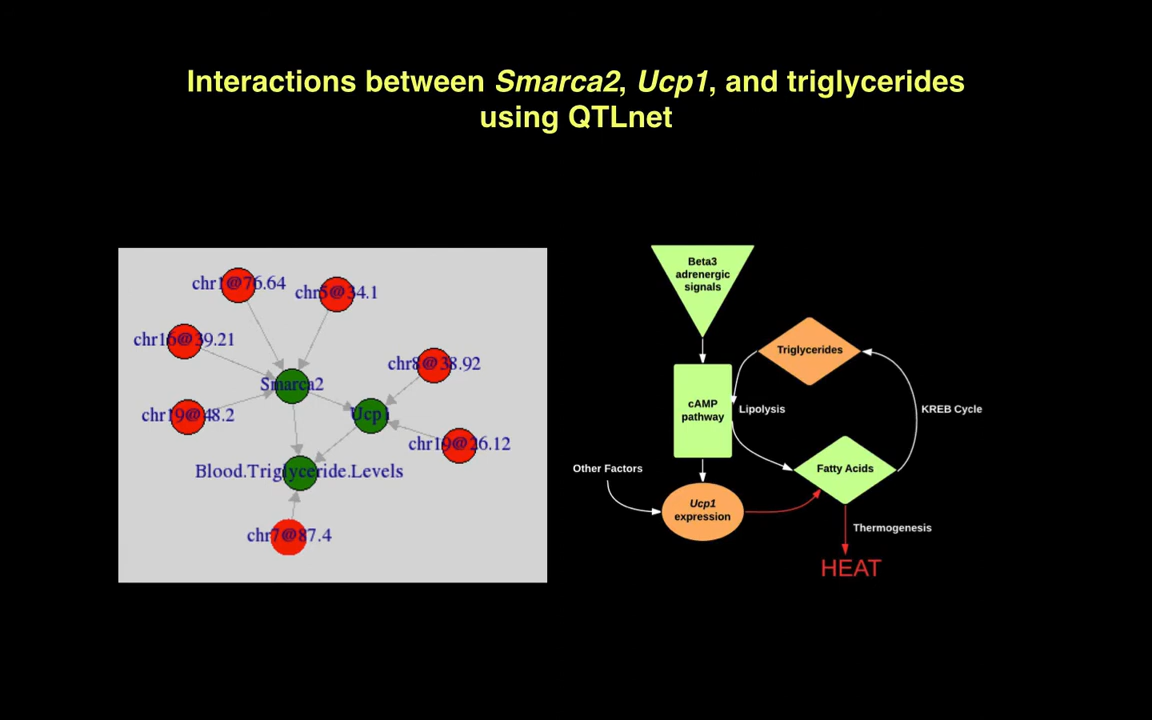 Interactions between Smarca2, Ucp1, and triglycerides
using QTLnet
chr1@76.64
chr5@34.1
chr16@39.21
chr8@38.92
Smarca2
chr19@48.2
Ucp1
chr10@26.12
Blood.Triglyceride.Levels
chr7@87.4
Beta3
adrenergic
signals
Triglycerides
cAMP
pathway
Lipolysis
KREB Cycle
Other Factors
Fatty Acids
Ucp1
expression
Thermogenesis
HEAT